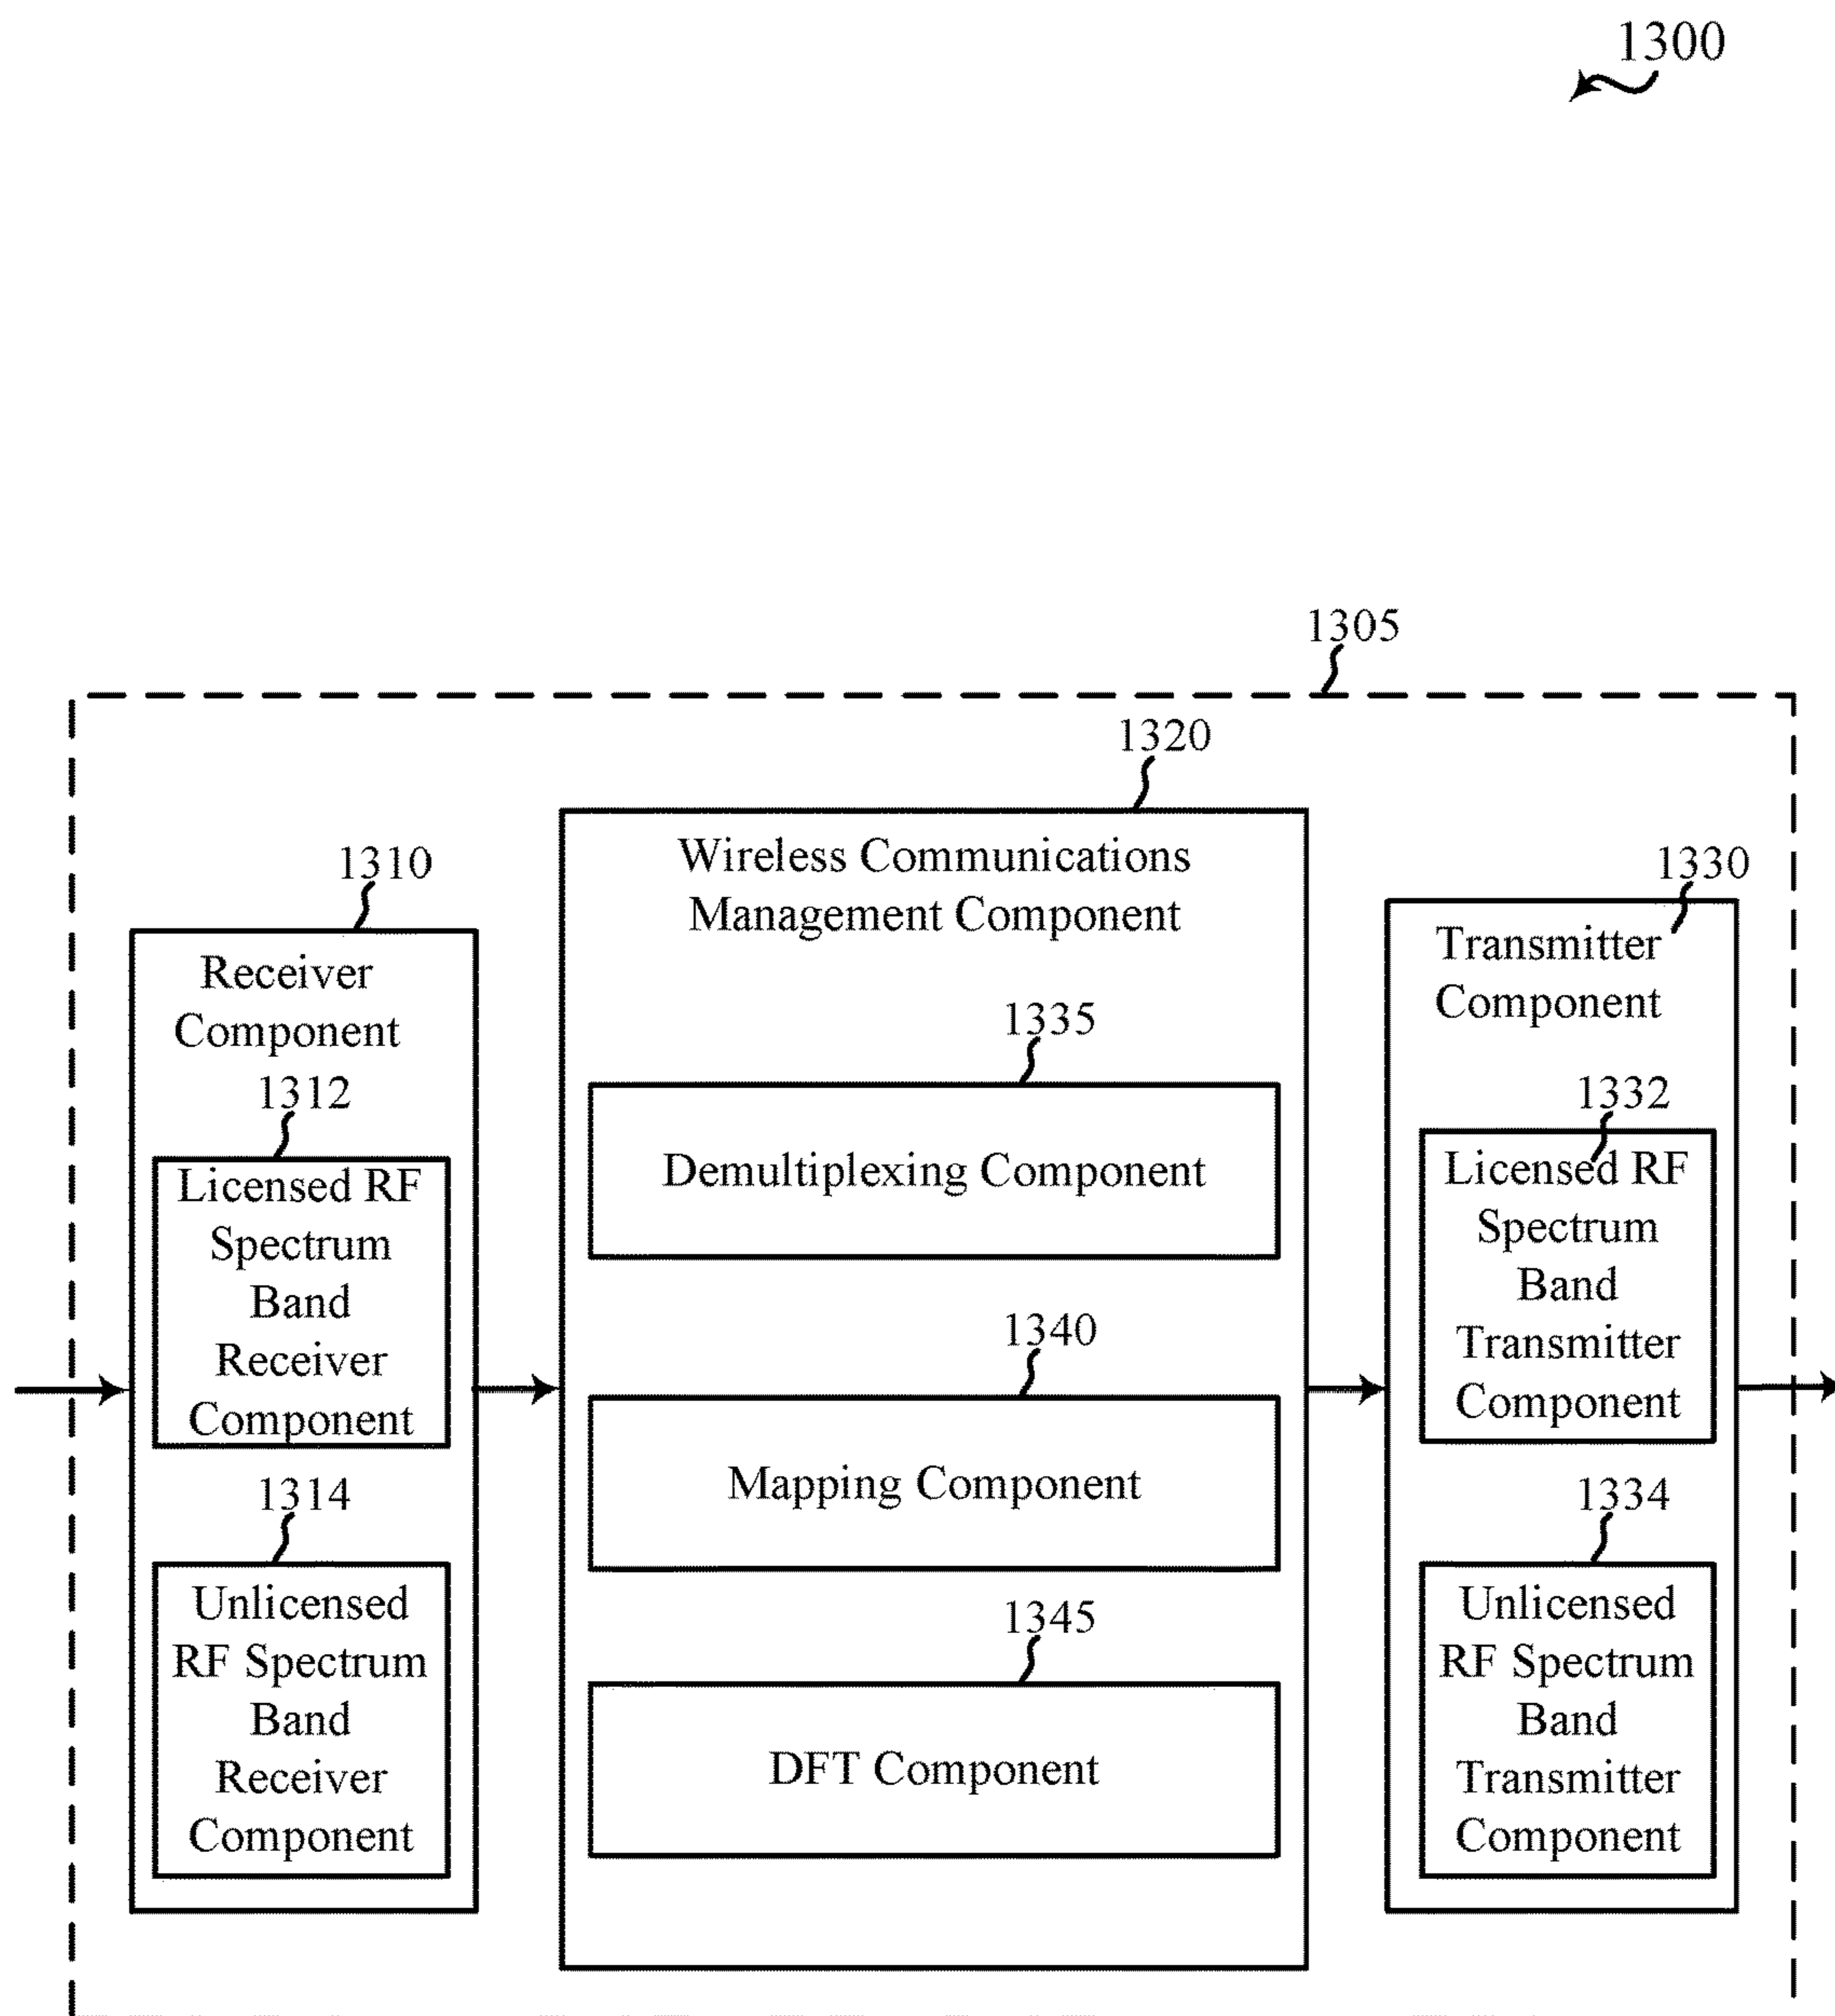 1300
1305
1320
Wireless Communications
Management Component
1310
Receiver
Component
1312
Licensed RF
Spectrum
Band
Receiver
Component
1314
Unlicensed
RF Spectrum
Band
Receiver
Component
1335
Demultiplexing Component
1340
Mapping Component
1345
DFT Component
1330
Transmitter
Component
1332
Licensed RF
Spectrum
Band
Transmitter
Component
1334
Unlicensed
RF Spectrum
Band
Transmitter
Component